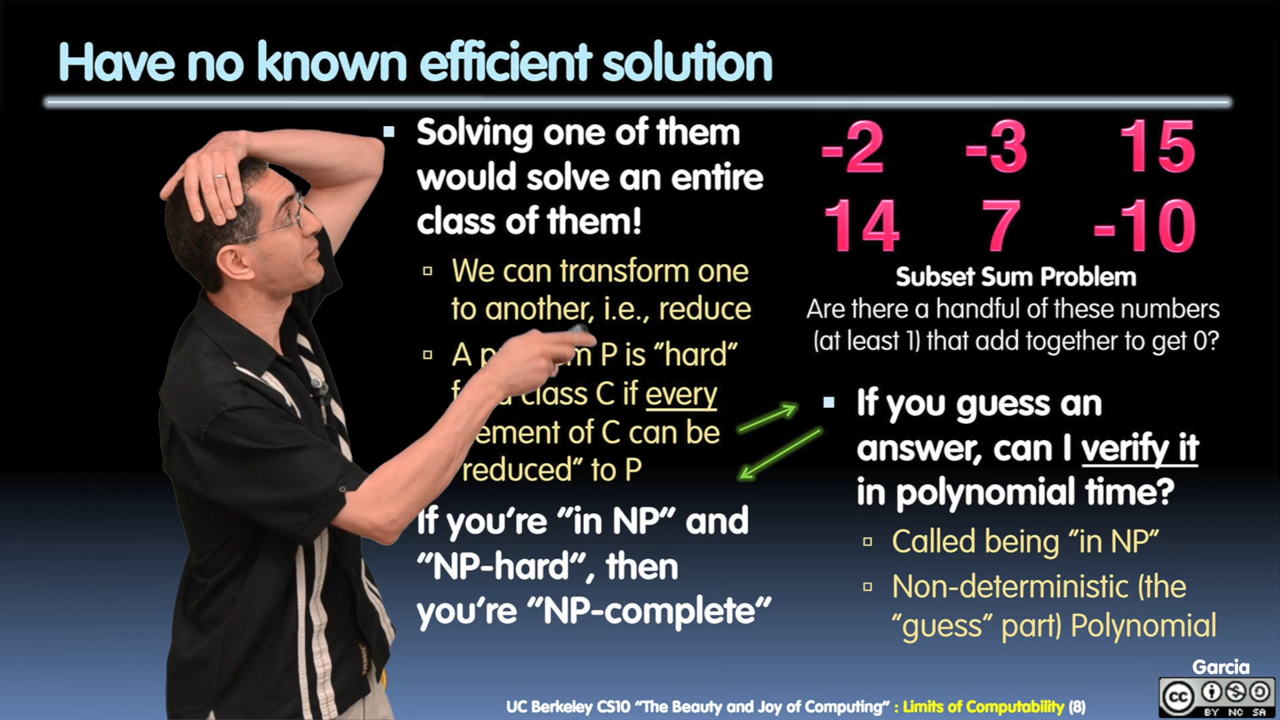 Have no known efficient solution
Solving one of them
would solve an entire
class of them!
We can transform one
to another, i.e., reduce
A P is "hard"
class C if every
of C can be
reduced" to P
If you're "in NP" and
"NP-hard", then
you're "NP-complete"
-2 -3 15
14 7 -10
Subset Sum Problem
Are there a handful of these numbers
(at least 1) that add together to get 0?
If you guess an
answer, can I verify it
in polynomial time?
Called being "in NP"
Non-deterministic (the
"guess" part) Polynomial
Garcia
UC Berkeley CS10 "The Beauty and Joy of Computing" : Limits of Computability (8)
cc
BY NC SA